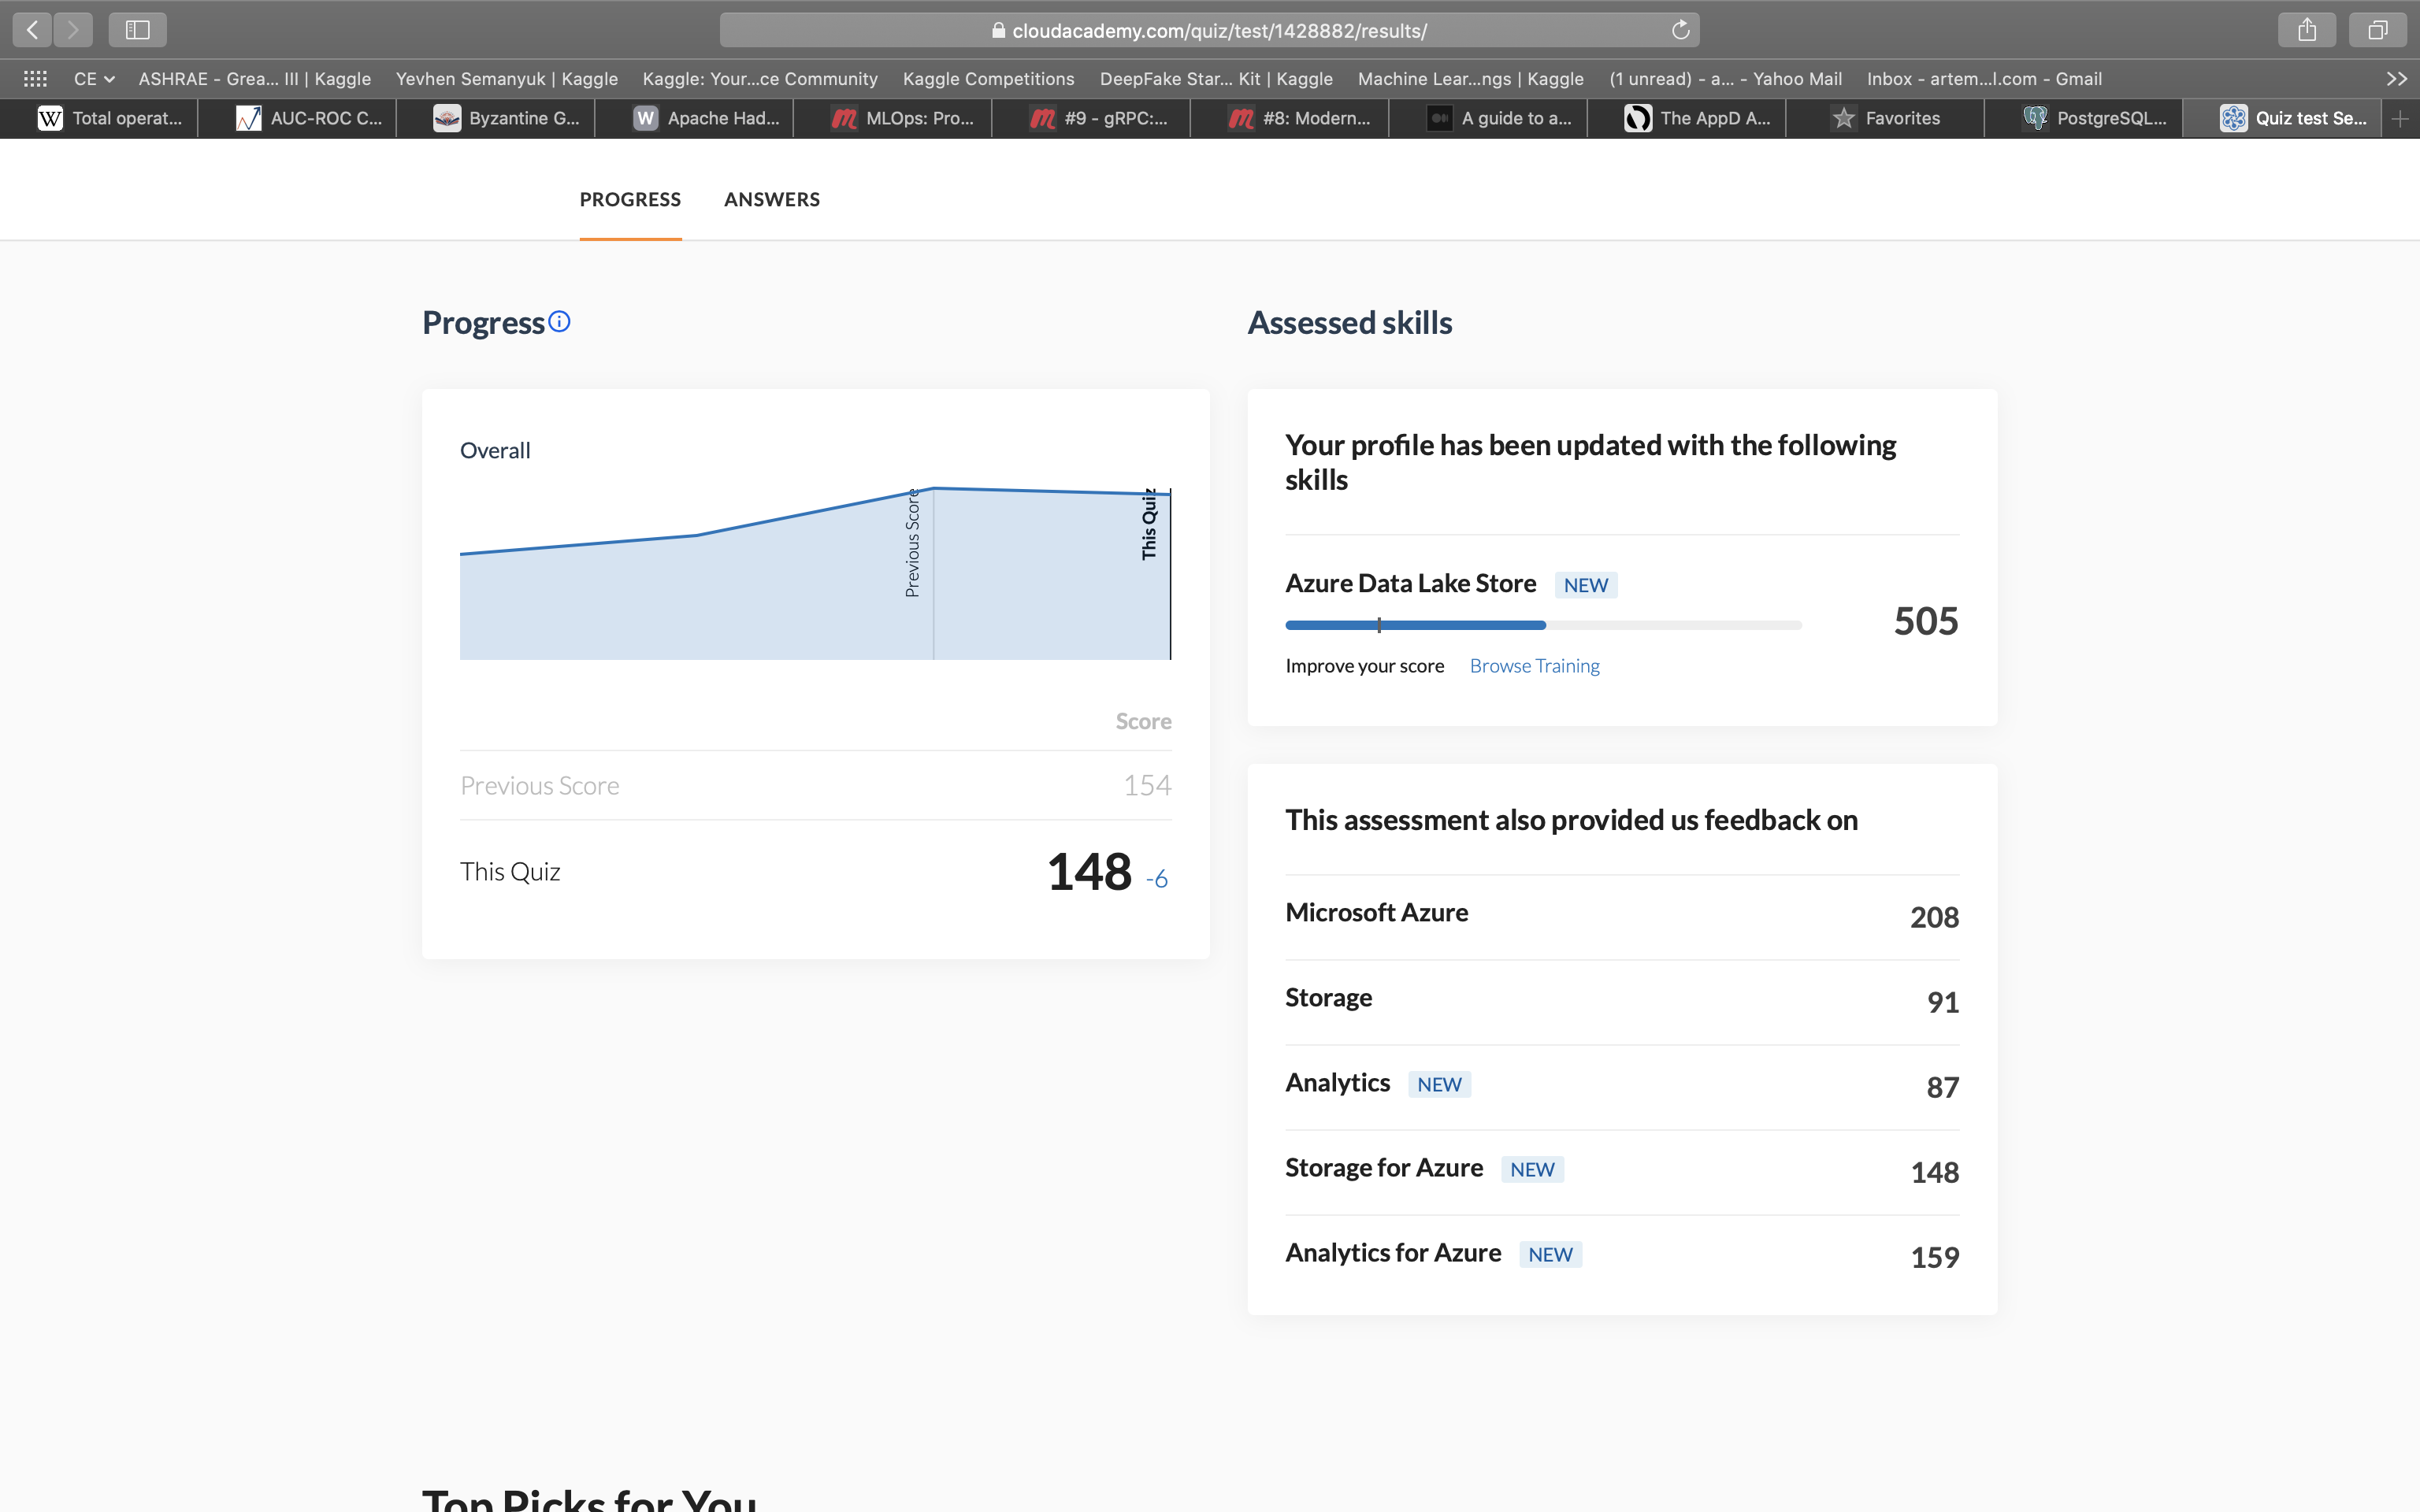 cloudacademy.com/quiz/test/1428882/results/
CE
ASHRAE - Grea... III | Kaggle
Yevhen Semanyuk | Kaggle
Kaggle: Your...ce Community
Kaggle Competitions
DeepFake Star... Kit | Kaggle
Machine Lear...ngs | Kaggle
(1 unread) - a... - Yahoo Mail
Inbox - artem...l.com - Gmail
W Total operat...
AUC-ROC C...
Byzantine G...
W Apache Had...
MLOps: Pro...
#9 - gRPC:...
#8: Modern...
A guide to a...
The AppD A...
Favorites
PostgreSQL...
Quiz test Se...
PROGRESS
ANSWERS
Progress
Overall
Previous Score
This Quiz
Score
Previous Score 154
This Quiz 148 -6
Assessed skills
Your profile has been updated with the following
skills
Azure Data Lake Store NEW
505
Improve your score Browse Training
This assessment also provided us feedback on
Microsoft Azure 208
Storage 91
Analytics NEW 87
Storage for Azure NEW 148
Analytics for Azure NEW 159
Top Picks for You